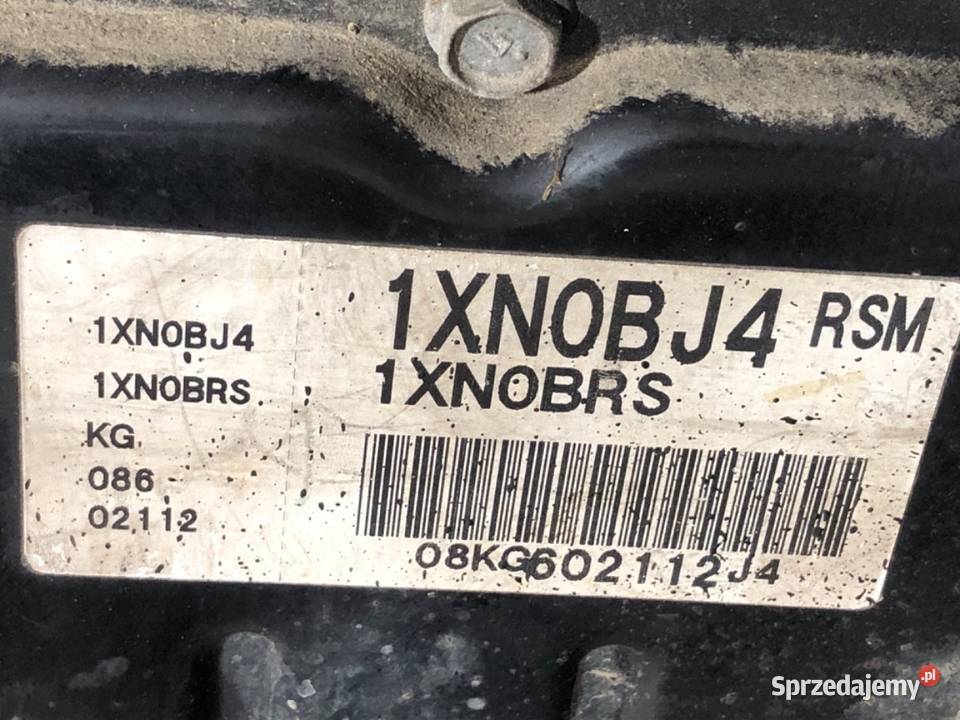 1XN0BJ4
1XN0BRS
KG
086
02112
1XN0BJ4 RSM
1XN0BRS
08KG602112J4
Sprzedajemy.pl